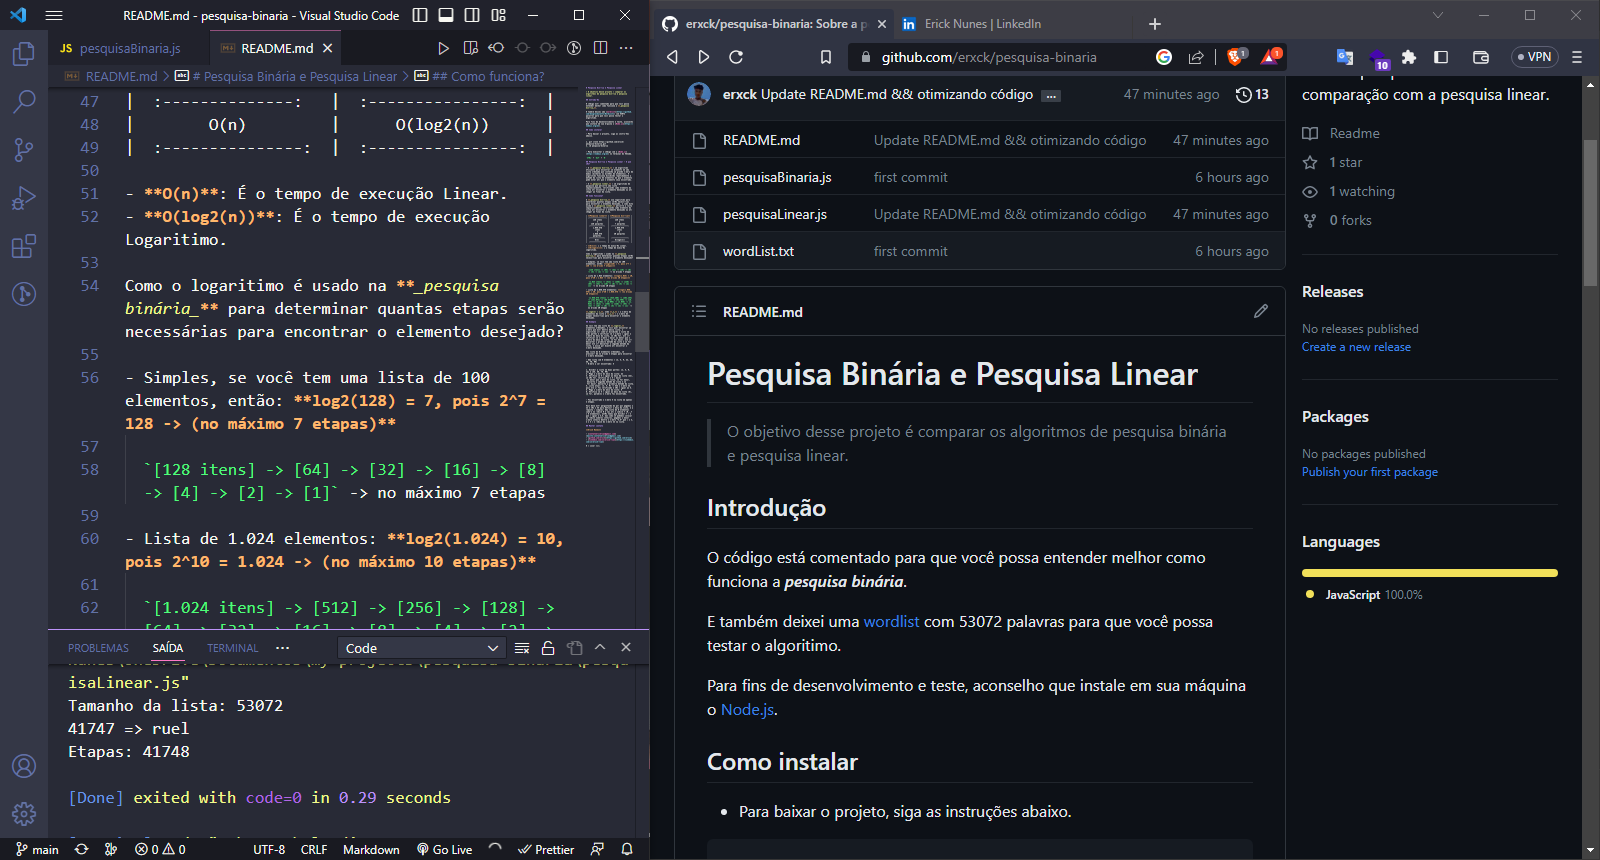 README.md - pesquisa-binaria - Visual Studio Code
JS pesquisaBinaria.js
README.md
README.md > # Pesquisa Binária e Pesquisa Linear > ## Como funciona?
47 | :--------------: | :---------------: |
48 | O(n) | O(log2(n)) |
49 | :---------------: | :----------------: |
50
51 - **O(n)**: É o tempo de execução Linear.
52 - **O(log2(n))**: É o tempo de execução
Logaritimo.
53
54 Como o logaritimo é usado na **_pesquisa
binária_** para determinar quantas etapas serão
necessárias para encontrar o elemento desejado?
55
56 - Simples, se você tem uma lista de 100
elementos, então: **log2(128) = 7, pois 2^7 =
128 -> (no máximo 7 etapas)**
57
58 `[128 itens] -> [64] -> [32] -> [16] -> [8]
-> [4] -> [2] -> [1]` -> no máximo 7 etapas
59
60 - Lista de 1.024 elementos: **log2(1.024) = 10,
pois 2^10 = 1.024 -> (no máximo 10 etapas)**
61
62 `[1.024 itens] -> [512] -> [256] -> [128] ->
PROBLEMAS SAÍDA TERMINAL ··· Code
isaLinear.js"
Tamanho da lista: 53072
41747 => ruel
Etapas: 41748
[Done] exited with code=0 in 0.29 seconds
main 0 0 UTF-8 CRLF Markdown Go Live Prettier
erxck/pesquisa-binaria: Sobre a p
in Erick Nunes | LinkedIn
github.com/erxck/pesquisa-binaria
1
1
10
VPN
erxck Update README.md && otimizando código ... 47 minutes ago 13
README.md Update README.md && otimizando código 47 minutes ago
pesquisaBinaria.js first commit 6 hours ago
pesquisaLinear.js Update README.md && otimizando código 47 minutes ago
wordList.txt first commit 6 hours ago
README.md
Pesquisa Binária e Pesquisa Linear
O objetivo desse projeto é comparar os algoritmos de pesquisa binária
e pesquisa linear.
Introdução
O código está comentado para que você possa entender melhor como
funciona a pesquisa binária.
E também deixei uma wordlist com 53072 palavras para que você possa
testar o algoritimo.
Para fins de desenvolvimento e teste, aconselho que instale em sua máquina
o Node.js.
Como instalar
• Para baixar o projeto, siga as instruções abaixo.
comparação com a pesquisa linear.
Readme
1 star
1 watching
0 forks
Releases
No releases published
Create a new release
Packages
No packages published
Publish your first package
Languages
JavaScript 100.0%